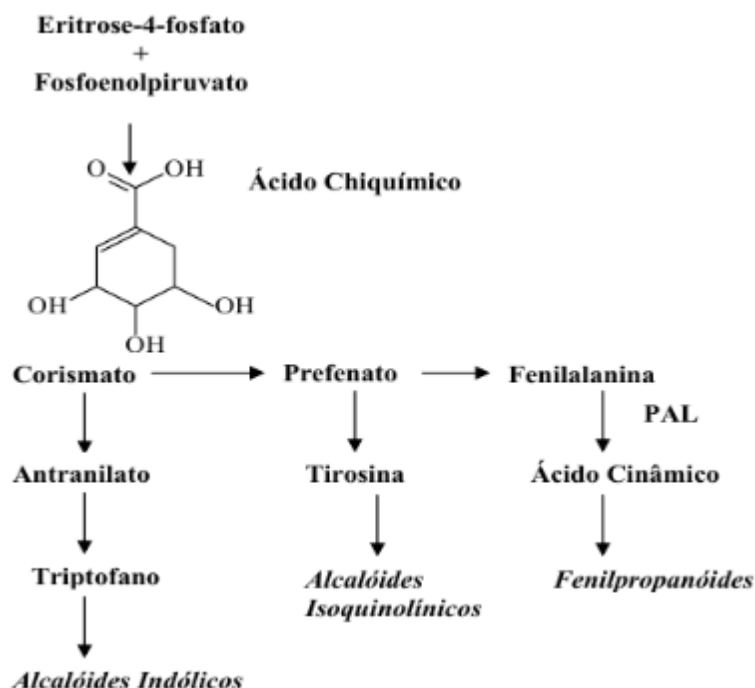 Eritrose-4-fosfato
+
Fosfoenolpiruvato
O
OH
Ácido Chiquímico
OH
OH
OH
Corismato
Prefenato
Fenilalanina
PAL
Antranilato
Tirosina
Ácido Cinâmico
Triptofano
Alcalóides
Isoquinolínicos
Fenilpropanóides
Alcalóides Indólicos